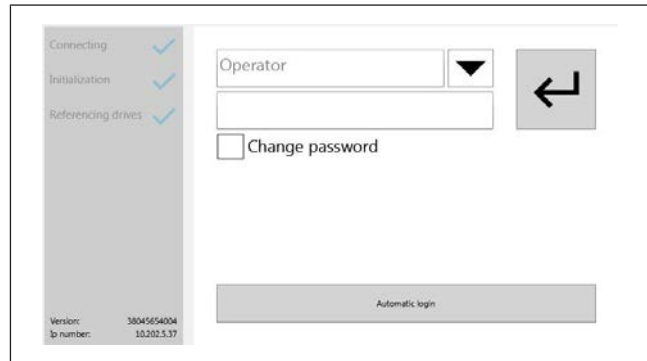 Connecting
Initialization
Referencing drives
Operator
Change password
Automatic login
Version: 38045654004
Ip number: 10.202.5.37